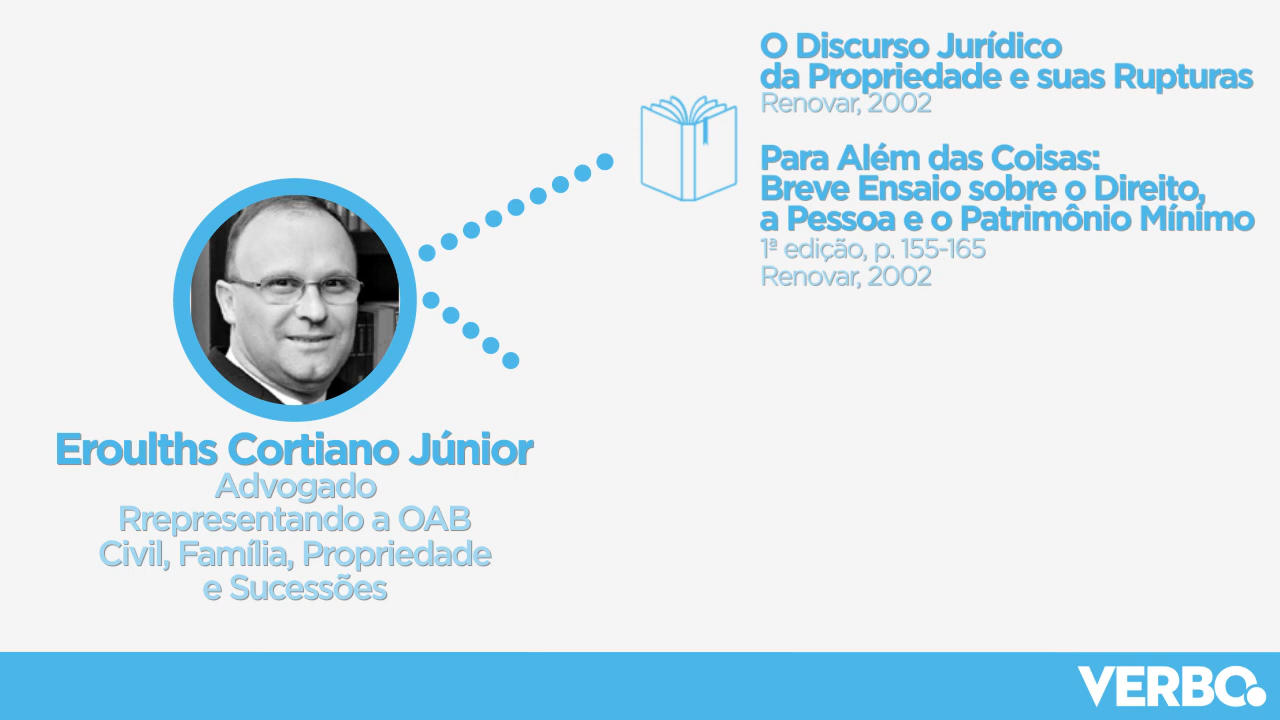 O Discurso Jurídico
da Propriedade e suas Rupturas
Renovar, 2002
Para Além das Coisas:
Breve Ensaio sobre o Direito,
a Pessoa e o Patrimônio Mínimo
1ª edição, p. 155-165
Renovar, 2002
Eroulths Cortiano Júnior
Advogado
Rrepresentando a OAB
Civil, Família, Propriedade
e Sucessões
VERBO